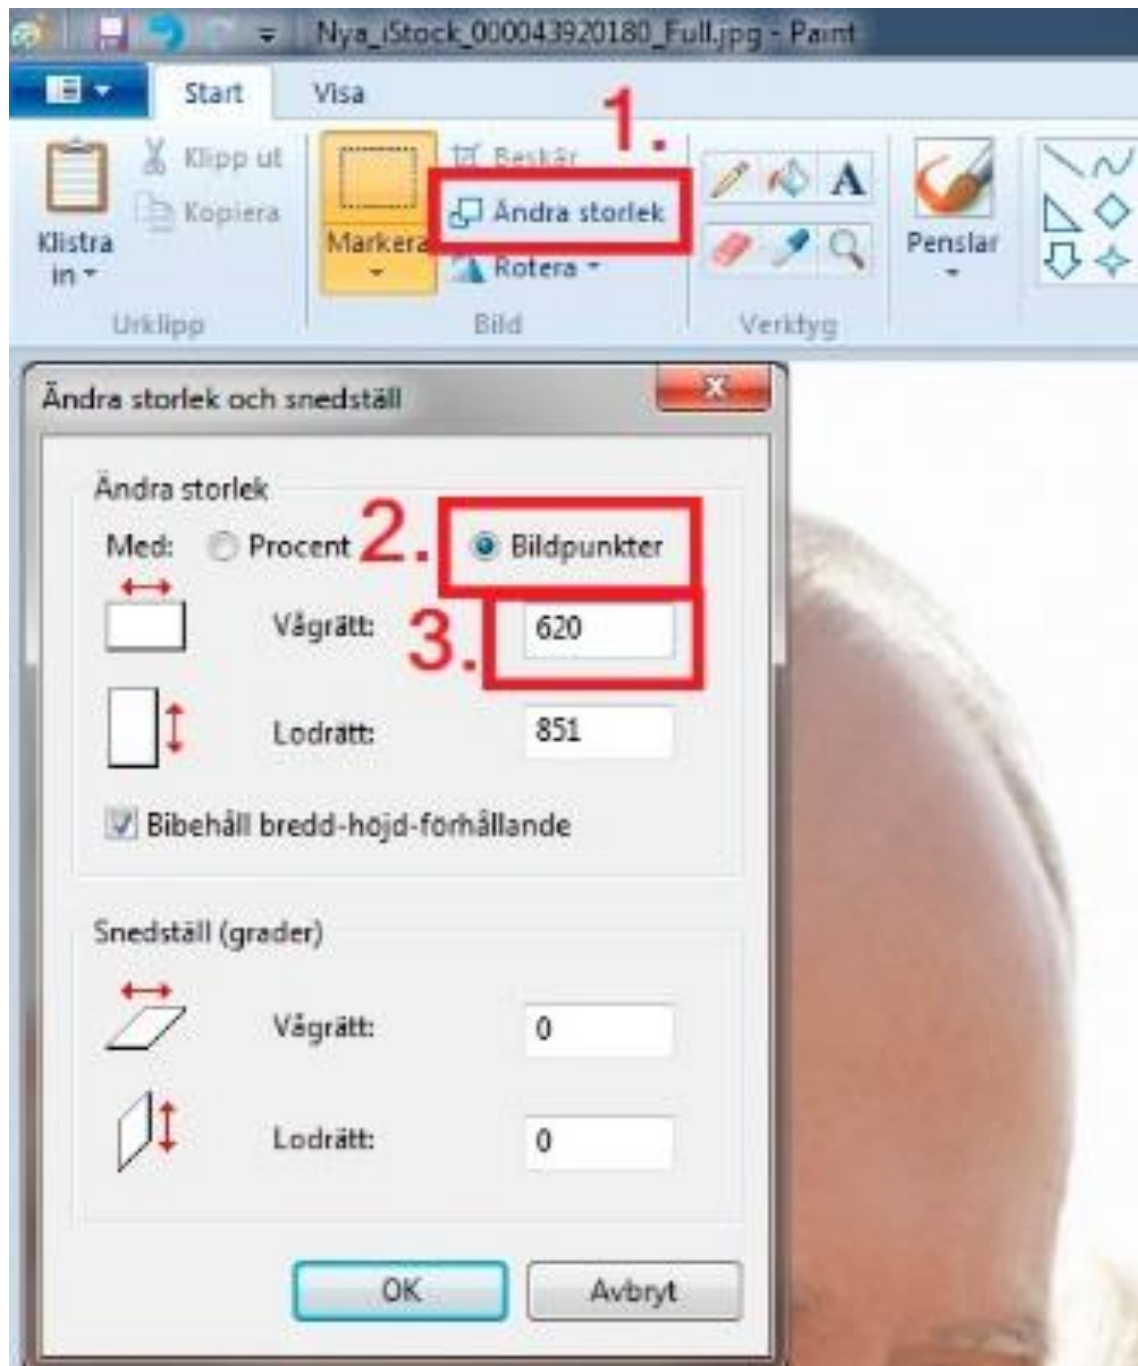 Nya_iStock_000043920180_Full.jpg - Paint
Start Visa
1.
Klipp ut
Kopiera
Klistra in
Urklipp
Markera
Beskär
Ändra storlek
Rotera
Bild
A
Verktyg
Penslar
Ändra storlek och snedställ
Ändra storlek
Med: Procent 2. Bildpunkter
Vågrätt: 3. 620
Lodrätt: 851
Bibehåll bredd-höjd-förhållande
Snedställ (grader)
Vågrätt: 0
Lodrätt: 0
OK Avbryt